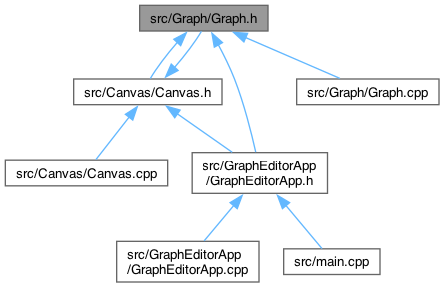 src/Graph/Graph.h
src/Canvas/Canvas.h
src/Graph/Graph.cpp
src/Canvas/Canvas.cpp
src/GraphEditorApp
/GraphEditorApp.h
src/GraphEditorApp
/GraphEditorApp.cpp
src/main.cpp